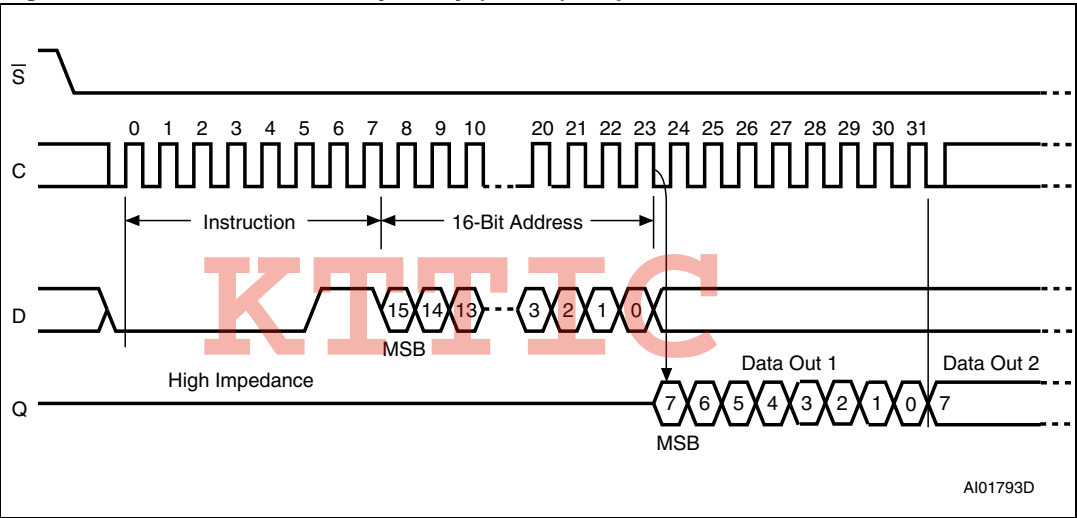 S
0 1 2 3 4 5 6 7 8 9 10 20 21 22 23 24 25 26 27 28 29 30 31
C
Instruction 16-Bit Address
KTTIC
D 15 14 13 3 2 1 0
MSB
High Impedance Data Out 1 Data Out 2
Q 7 6 5 4 3 2 1 0 7
MSB
AI01793D